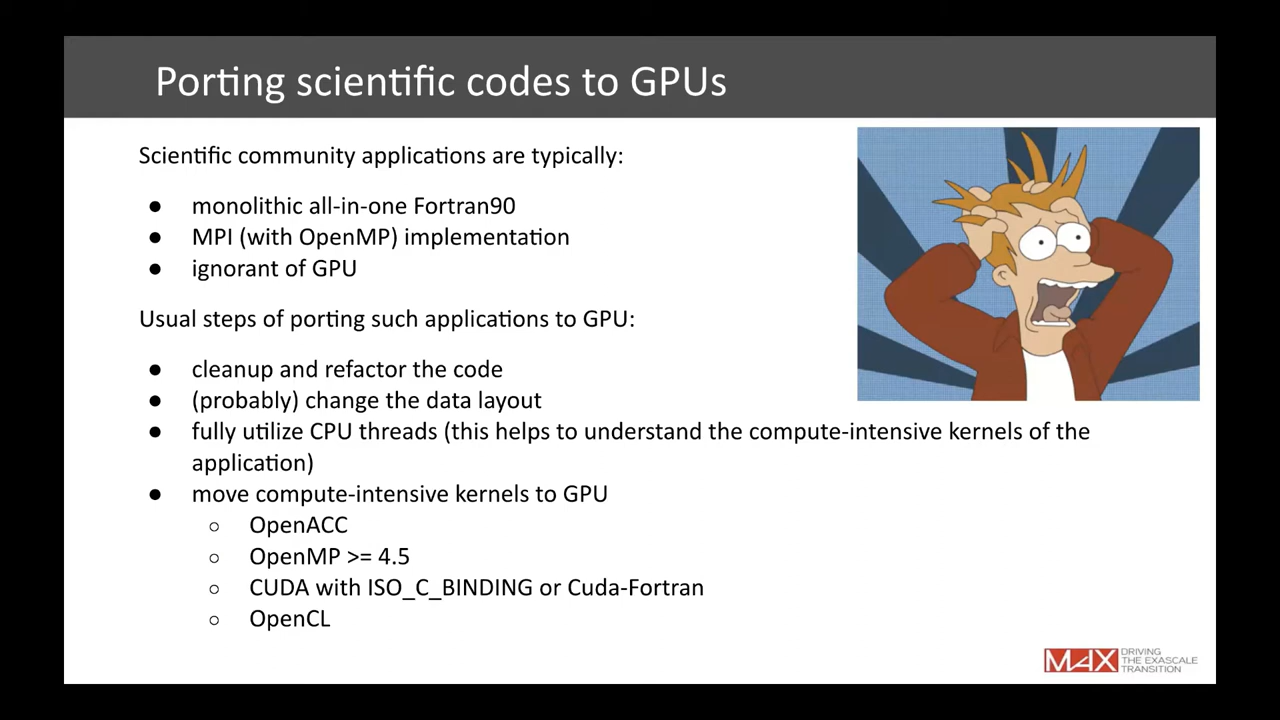 Porting scientific codes to GPUs
Scientific community applications are typically:
● monolithic all-in-one Fortran90
● MPI (with OpenMP) implementation
● ignorant of GPU
Usual steps of porting such applications to GPU:
● cleanup and refactor the code
● (probably) change the data layout
● fully utilize CPU threads (this helps to understand the compute-intensive kernels of the
application)
● move compute-intensive kernels to GPU
○ OpenACC
○ OpenMP >= 4.5
○ CUDA with ISO_C_BINDING or Cuda-Fortran
○ OpenCL
MAX
DRIVING
THE EXASCALE
TRANSITION